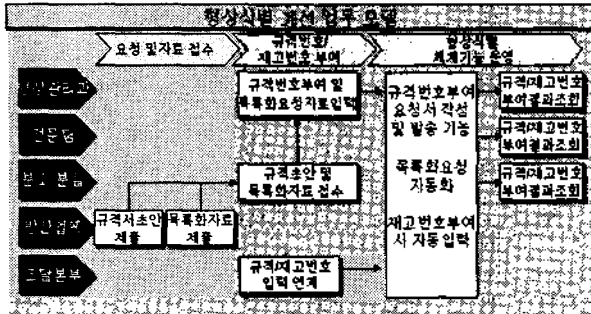 형상식별 개선 업무 모델
요청 및 자료 접수
규격번호/
재고번호 부여
형상식별
체계기능 운영
규격번호부여 및
목록화요청자료입력
규격번호부여
요청서 작성
및 발송 기능
규격/재고번호
부여결과조회
전문팀
규격/재고번호
부여결과조회
규격초안 및
목록화자료 접수
목록화요청
자동화
규격/재고번호
부여결과조회
규격서초안
제출
목록화자료
제출
재고번호부여
시 자동 입력
조달본부
규격/재고번호
입력 연계